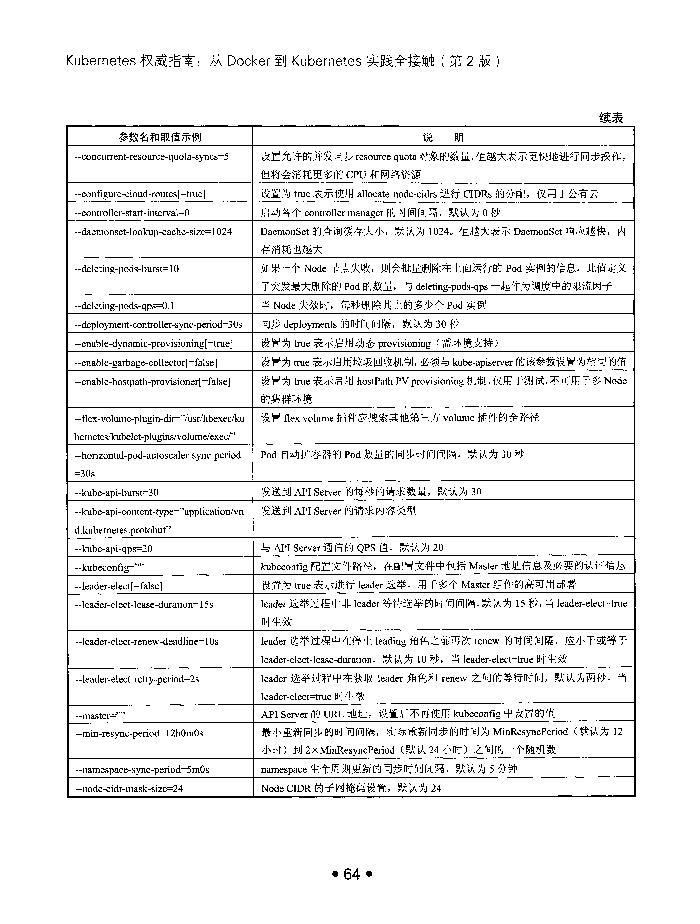 Kubernetes 权威指南：从 Docker 到 Kubernetes 实践全接触（第 2 版）
续表
参数名和取值示例 说 明
--concurrent-resource-quota-syncs=5 设置允许的并发同步 resource quota 对象的数量，值越大表示更快地进行同步操作，
但将会消耗更多的 CPU 和网络资源
--configure-cloud-routes[=true] 设置为 true 表示使用 allocate-node-cidrs 进行 CIDRs 的分配，仅用于公有云
--controller-start-interval=0 启动各个 controller manager 的时间间隔，默认为 0 秒
--daemonset-lookup-cache-size=1024 DaemonSet 的查询缓存大小，默认为 1024。值越大表示 DaemonSet 响应越快，内
存消耗也越大
--deleting-pods-burst=10 如果一个 Node 节点失败，则会批量删除在上面运行的 Pod 实例的信息，此值定义
了突发最大删除的 Pod 的数量，与 deleting-pods-qps 一起作为调度中的限流因子
--deleting-pods-qps=0.1 当 Node 失效时，每秒删除其上的多少个 Pod 实例
--deployment-controller-sync-period=30s 同步 deployments 的时间间隔，默认为 30 秒
--enable-dynamic-provisioning[=true] 设置为 true 表示启用动态 provisioning（需环境支持）
--enable-garbage-collector[=false] 设置为 true 表示启用垃圾回收机制，必须与 kube-apiserver 的该参数设置为相同的值
--enable-hostpath-provisioner[=false] 设置为 true 表示启用 hostPath PV provisioning 机制，仅用于测试，不可用于多 Node
的集群环境
--flex-volume-plugin-dir="/usr/libexec/ku 设置 flex volume 插件应搜索其他第三方 volume 插件的全路径
bernetes/kubelet-plugins/volume/exec/"
--horizontal-pod-autoscaler-sync-period Pod 自动扩容器的 Pod 数量的同步时间间隔，默认为 30 秒
=30s
--kube-api-burst=30 发送到 API Server 的每秒的请求数量，默认为 30
--kube-api-content-type="application/vn 发送到 API Server 的请求内容类型
d.kubernetes.protobuf"
--kube-api-qps=20 与 API Server 通信的 QPS 值，默认为 20
--kubeconfig="" kubeconfig 配置文件路径，在配置文件中包括 Master 地址信息及必要的认证信息
--leader-elect[=false] 设置为 true 表示进行 leader 选举，用于多个 Master 组件的高可用部署
--leader-elect-lease-duration=15s leader 选举过程中非 leader 等待选举的时间间隔，默认为 15 秒，当 leader-elect=true
时生效
--leader-elect-renew-deadline=10s leader 选举过程中在停止 leading 角色之前再次 renew 的时间间隔，应小于或等于
leader-elect-lease-duration，默认为 10 秒，当 leader-elect=true 时生效
--leader-elect-retry-period=2s leader 选举过程中在获取 leader 角色和 renew 之间的等待时间，默认为两秒，当
leader-elect=true 时生效
--master="" API Server 的 URL 地址，设置后不再使用 kubeconfig 中设置的值
--min-resync-period=12h0m0s 最小重新同步的时间间隔，实际重新同步的时间为 MinResyncPeriod（默认为 12
小时）到 2×MinResyncPeriod（默认 24 小时）之间的一个随机数
--namespace-sync-period=5m0s namespace 生命周期更新的同步时间间隔，默认为 5 分钟
--node-cidr-mask-size=24 Node CIDR 的子网掩码设置，默认为 24
• 64 •